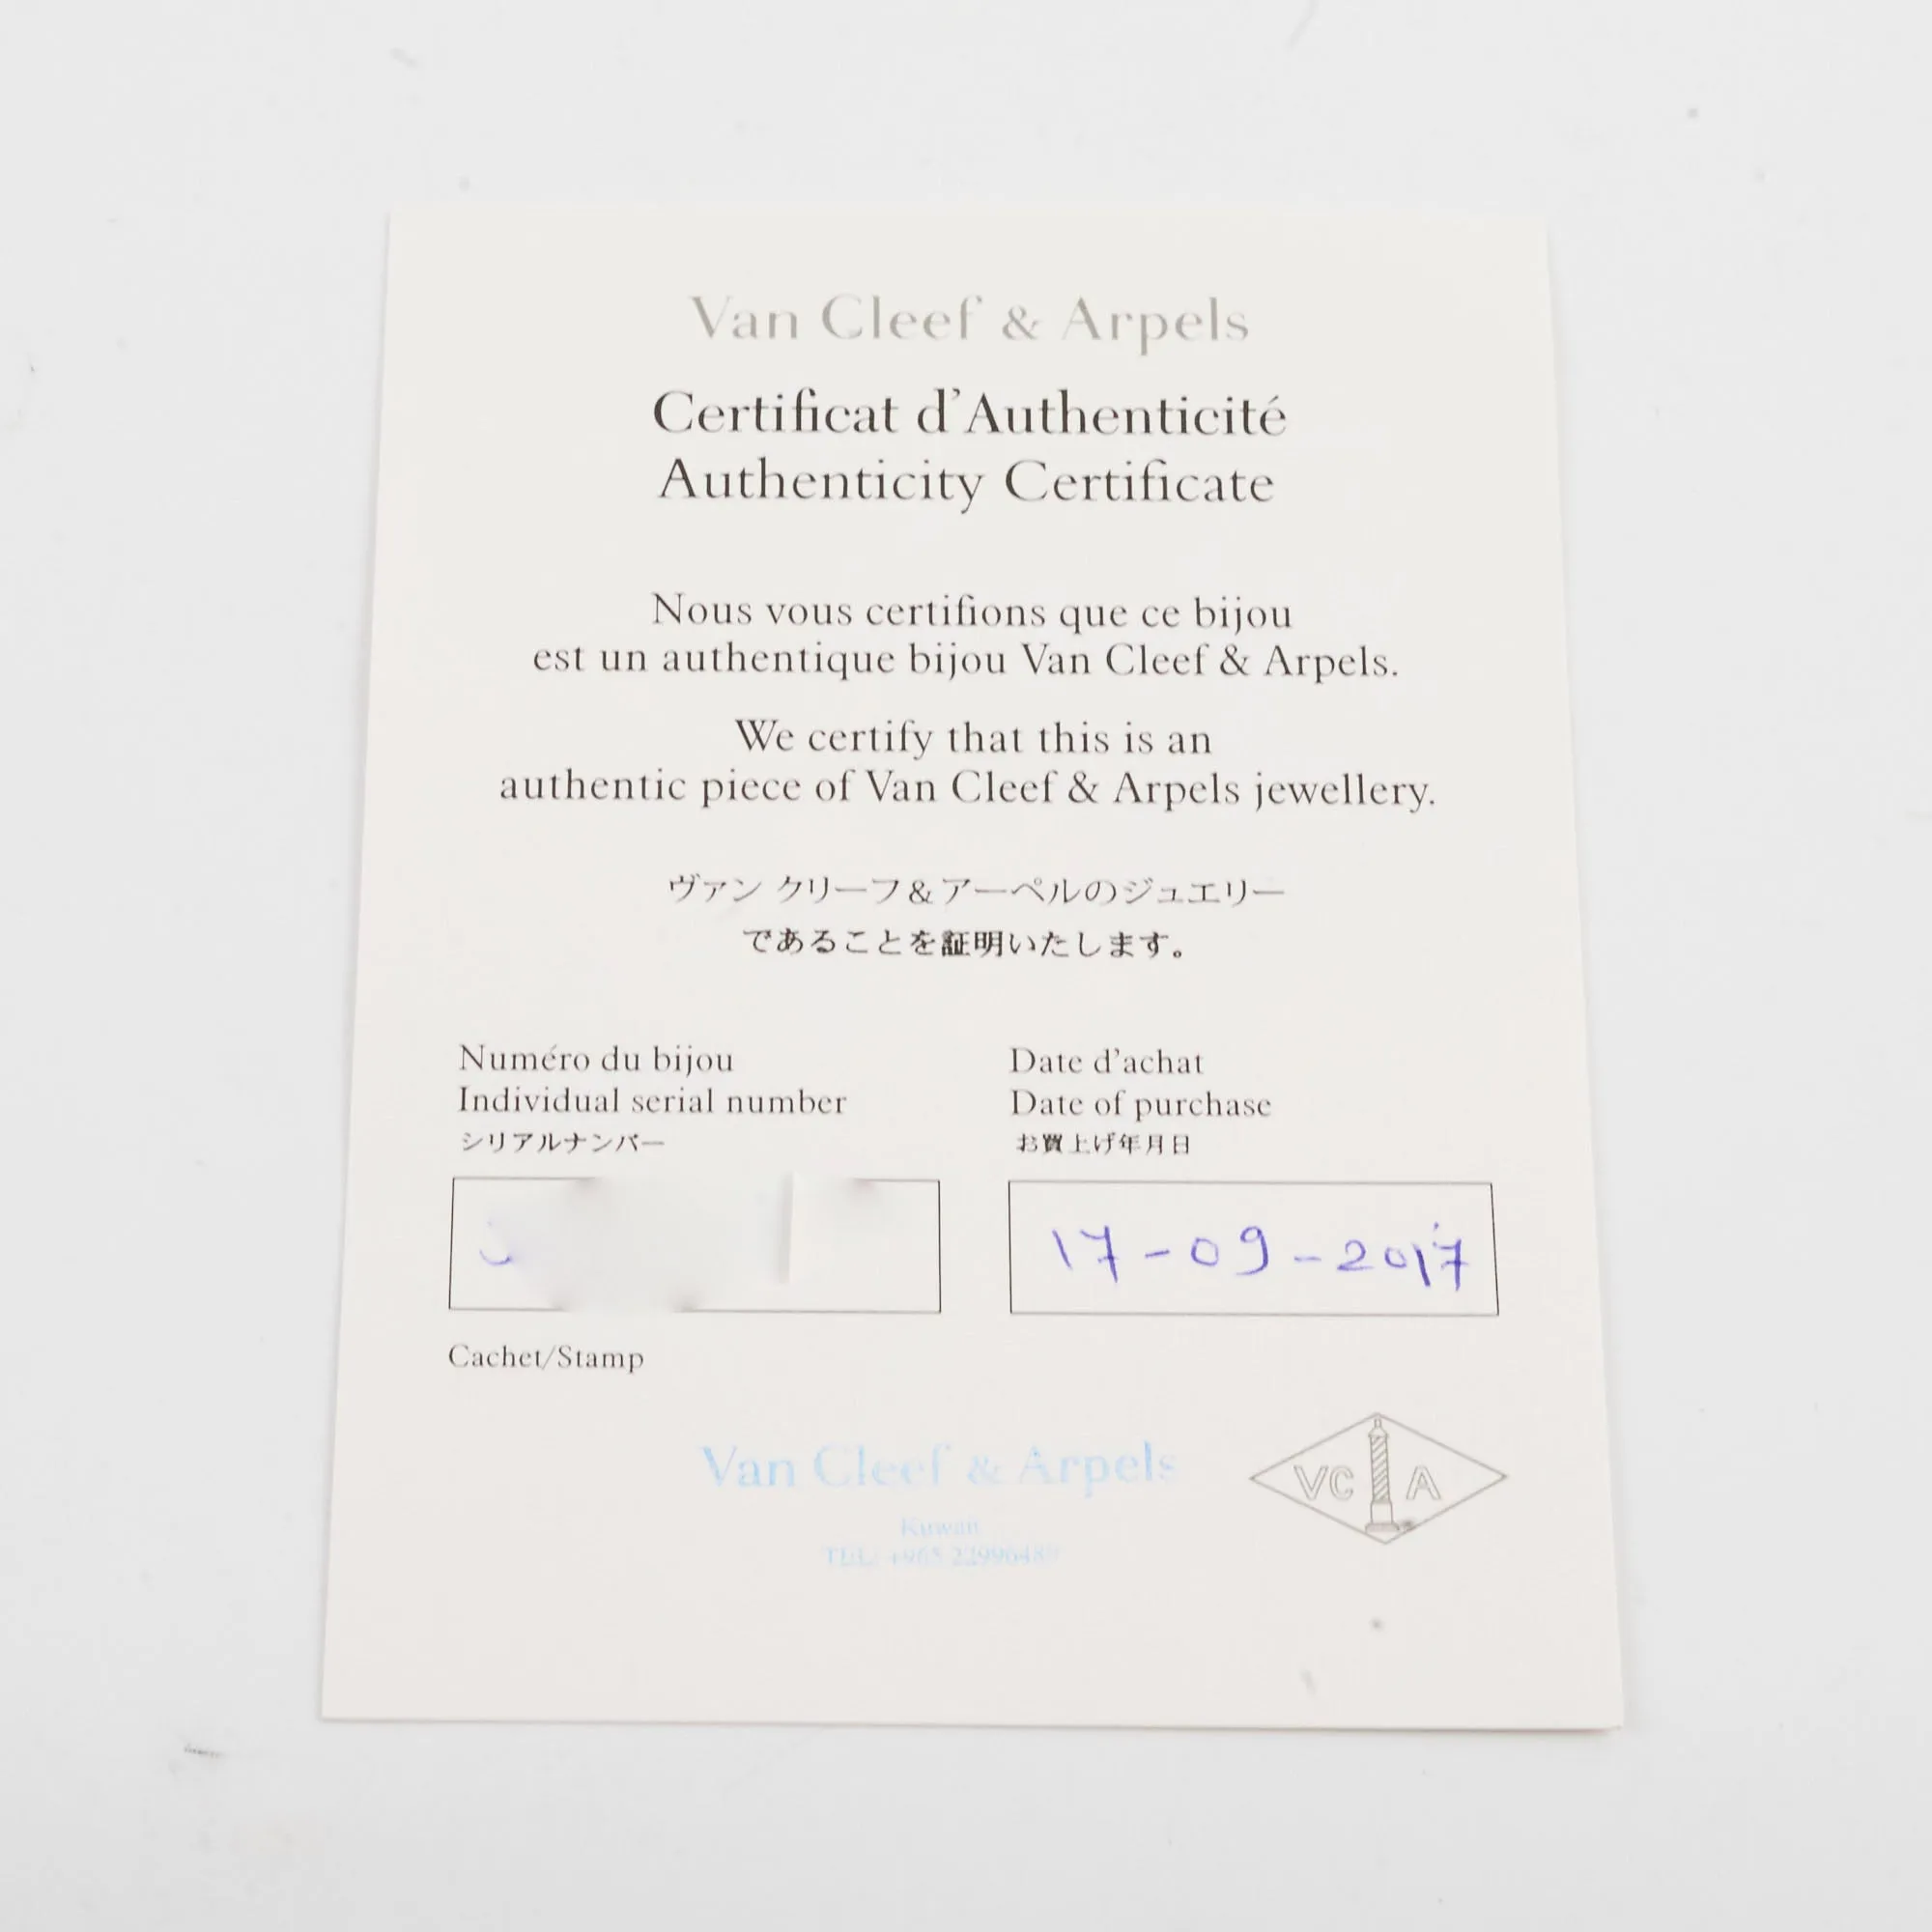 Van Cleef & Arpels
Certificat d'Authenticité
Authenticity Certificate
Nous vous certifions que ce bijou
est un authentique bijou Van Cleef & Arpels.
We certify that this is an
authentic piece of Van Cleef & Arpels jewellery.
ヴァン クリーフ&アーペルのジュエリー
であることを証明いたします。
Numéro du bijou
Individual serial number
シリアルナンバー
Date d'achat
Date of purchase
お買上げ年月日
17-09-2017
Cachet/Stamp
Van Cleef & Arpels
TEL: +965
VC A